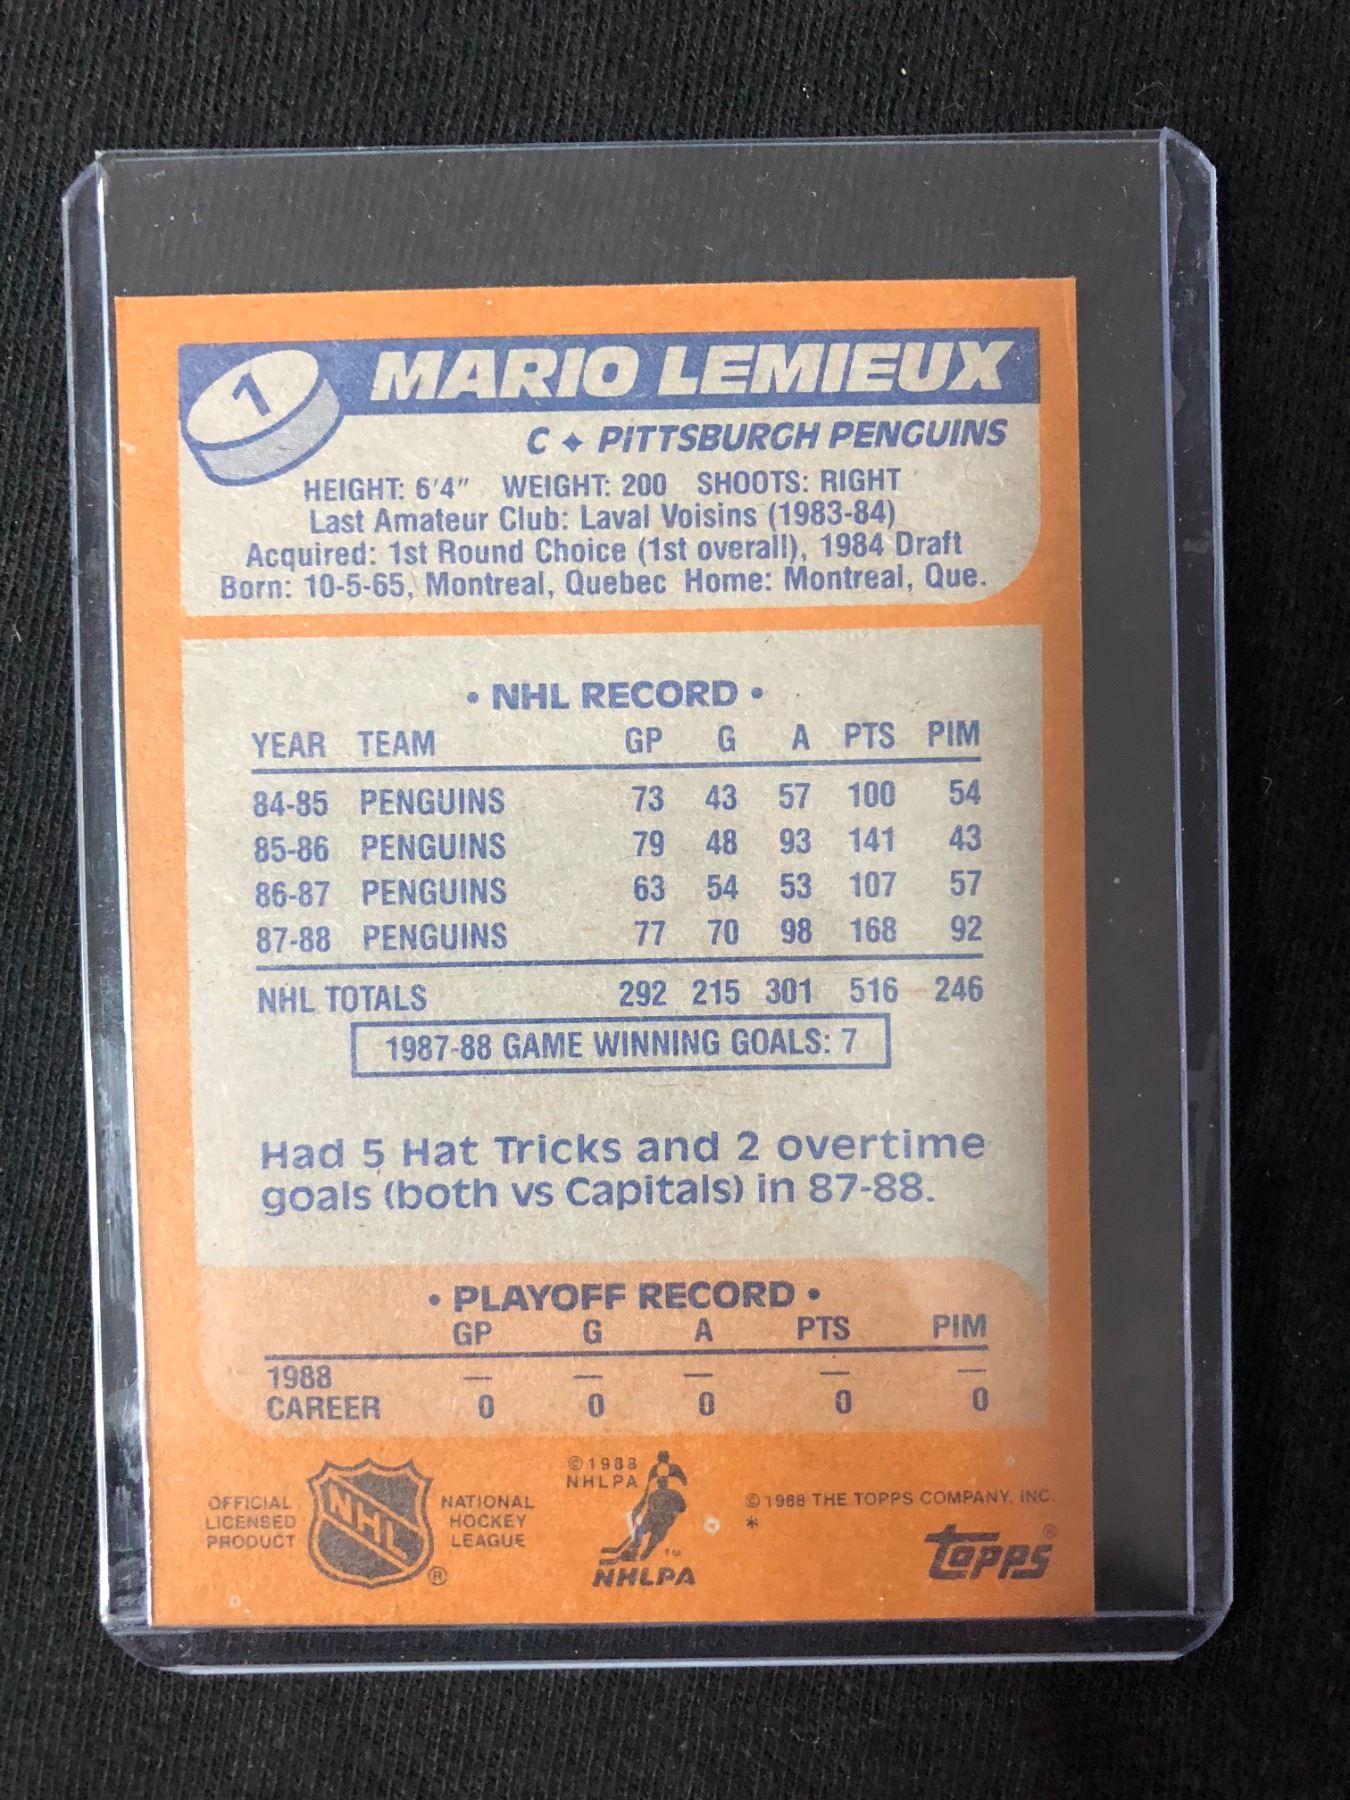 1
MARIO LEMIEUX
C ✦ PITTSBURGH PENGUINS
HEIGHT: 6'4" WEIGHT: 200 SHOOTS: RIGHT
Last Amateur Club: Laval Voisins (1983-84)
Acquired: 1st Round Choice (1st overall), 1984 Draft
Born: 10-5-65, Montreal, Quebec Home: Montreal, Que.
• NHL RECORD •
YEAR TEAM GP G A PTS PIM
84-85 PENGUINS 73 43 57 100 54
85-86 PENGUINS 79 48 93 141 43
86-87 PENGUINS 63 54 53 107 57
87-88 PENGUINS 77 70 98 168 92
NHL TOTALS 292 215 301 516 246
1987-88 GAME WINNING GOALS: 7
Had 5 Hat Tricks and 2 overtime
goals (both vs Capitals) in 87-88.
• PLAYOFF RECORD •
GP G A PTS PIM
1988 — — — — —
CAREER 0 0 0 0 0
OFFICIAL
LICENSED
PRODUCT
NHL
®
NATIONAL
HOCKEY
LEAGUE
© 1988
NHLPA
TM
NHLPA
© 1988 THE TOPPS COMPANY, INC.
*
TOPPS®